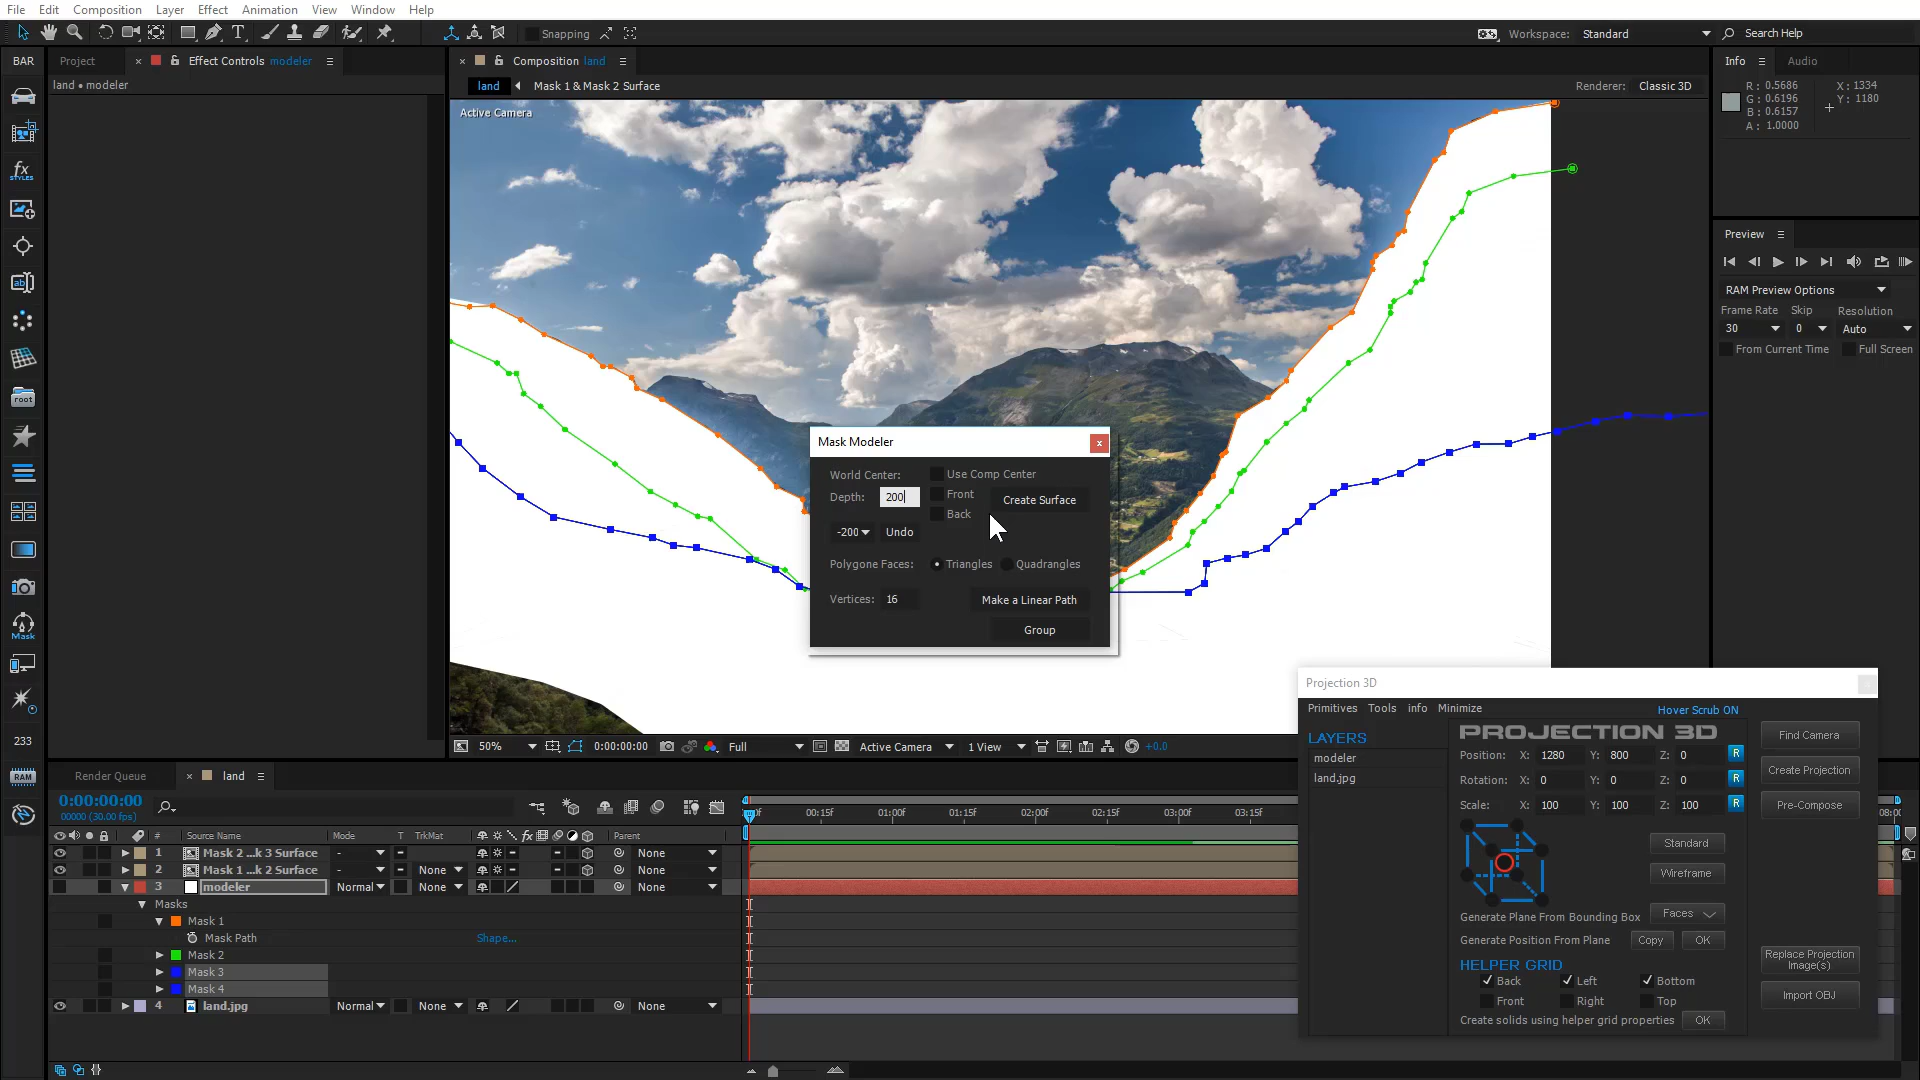 File Edit Composition Layer Effect Animation View Window Help
Snapping
Workspace: Standard
Search Help
BAR
Project
× Effect Controls modeler
land • modeler
× Composition land
land
Mask 1 & Mask 2 Surface
Renderer: Classic 3D
Active Camera
Info
Audio
R: 0.5686
G: 0.6196
B: 0.6157
A: 1.0000
X: 1334
Y: 1180
Preview
RAM Preview Options
Frame Rate Skip Resolution
30 0 Auto
From Current Time Full Screen
fx
STYLES
ab
root
Mask
233
RAM
Mask Modeler
x
World Center: Use Comp Center
Depth: 200 Front Create Surface
Back
-200 Undo
Polygone Faces: Triangles Quadrangles
Vertices: 16 Make a Linear Path
Group
50% 0:00:00:00 Full Active Camera 1 View +0.0
Projection 3D
Primitives Tools info Minimize
Hover Scrub ON
LAYERS
modeler
land.jpg
PROJECTION 3D
Position: X: 1280 Y: 800 Z: 0 R
Rotation: X: 0 Y: 0 Z: 0 R
Scale: X: 100 Y: 100 Z: 100 R
Standard
Wireframe
Generate Plane From Bounding Box Faces
Generate Position From Plane Copy OK
HELPER GRID
Back Left Bottom
Front Right Top
Create solids using helper grid properties OK
Find Camera
Create Projection
Pre-Compose
Replace Projection
Image(s)
Import OBJ
Render Queue × land
0:00:00:00
00000 (30.00 fps)
00:15f 01:00f 01:15f 02:00f 02:15f 03:00f 03:15f
# Source Name Mode T TrkMat fx Parent
1 Mask 2 ...k 3 Surface - None
2 Mask 1 ...k 2 Surface - None None
3 modeler Normal None None
Masks
Mask 1
Mask Path Shape...
Mask 2
Mask 3
Mask 4
4 land.jpg Normal None None